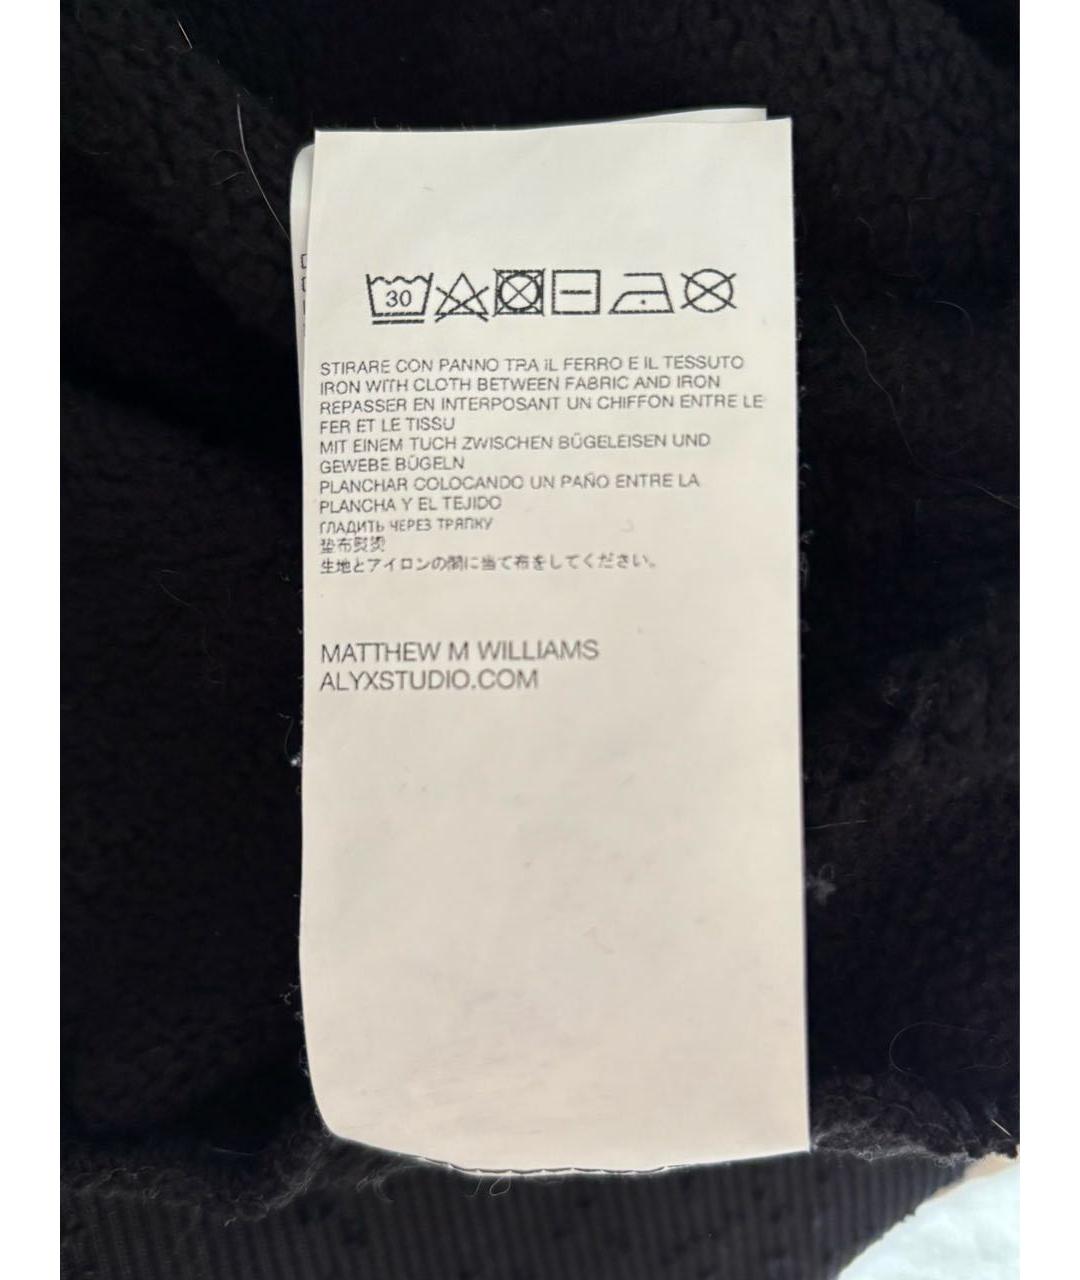 30
STIRARE CON PANNO TRA IL FERRO E IL TESSUTO
IRON WITH CLOTH BETWEEN FABRIC AND IRON
REPASSER EN INTERPOSANT UN CHIFFON ENTRE LE
FER ET LE TISSU
MIT EINEM TUCH ZWISCHEN BÜGELEISEN UND
GEWEBE BÜGELN
PLANCHAR COLOCANDO UN PAÑO ENTRE LA
PLANCHA Y EL TEJIDO
ГЛАДИТЬ ЧЕРЕЗ ТРЯПКУ
垫布熨烫
生地とアイロンの間に当て布をしてください。
MATTHEW M WILLIAMS
ALYXSTUDIO.COM